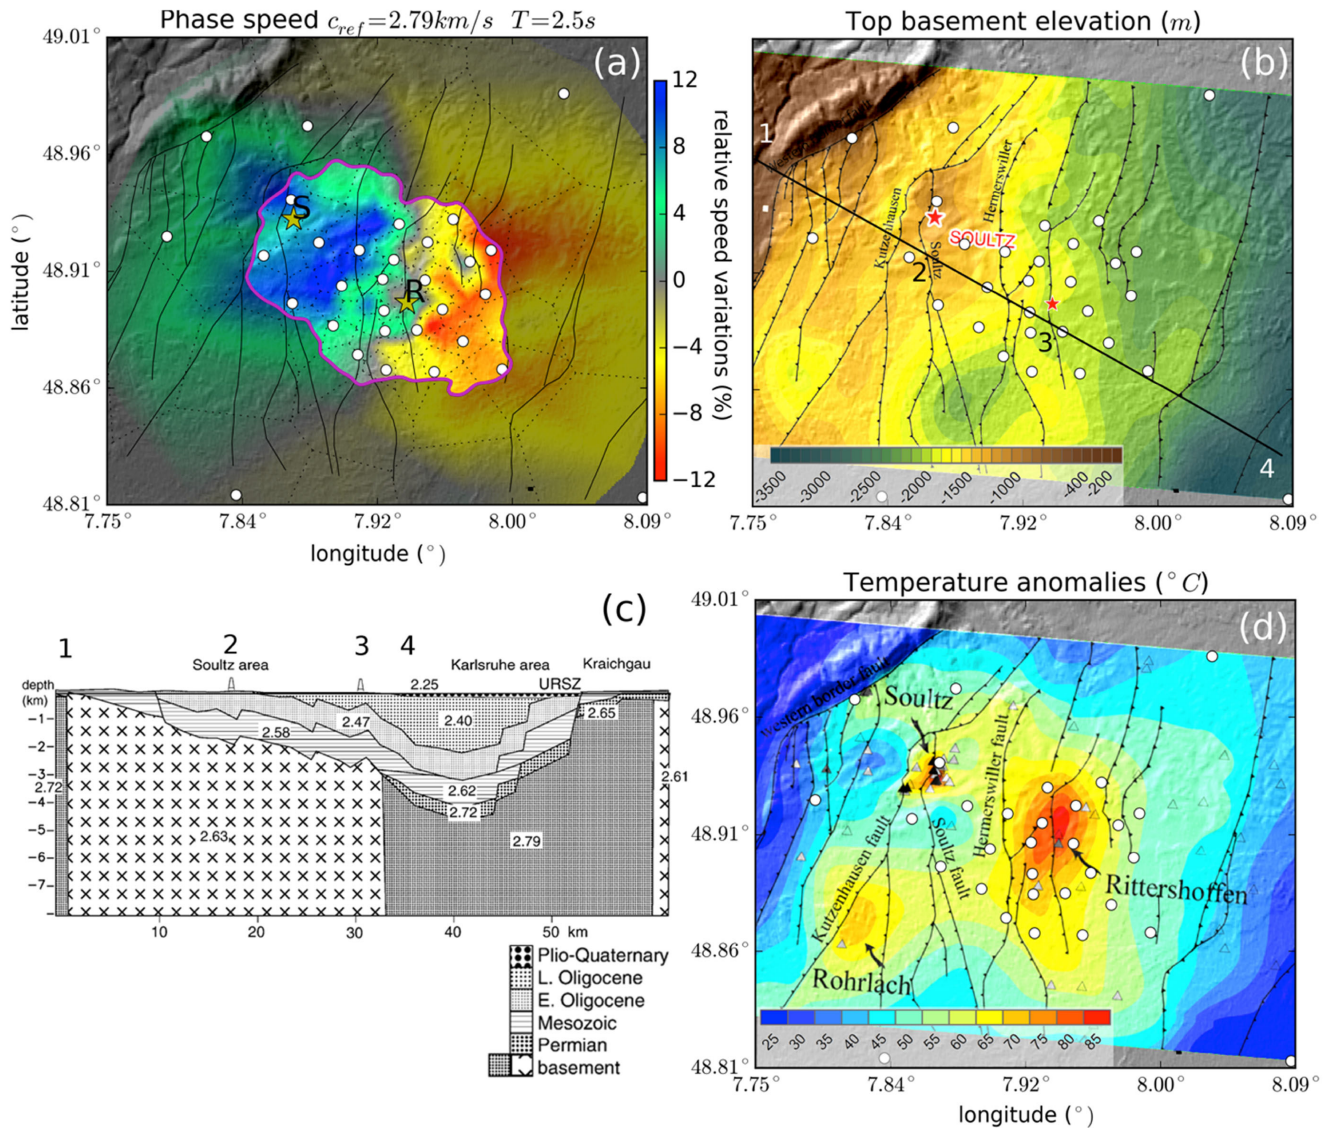 Phase speed c_ref=2.79km/s T=2.5s
(a)
49.01°
48.96°
48.91°
48.86°
48.81°
latitude (°)
7.75°
7.84°
7.92°
8.00°
8.09°
longitude (°)
S
R
12
8
4
0
−4
−8
−12
relative speed variations (%)
Top basement elevation (m)
(b)
1
Kutzenhausen
Hermerswiller
SOULTZ
soultz
2
3
4
-3500
-3000
-2500
-2000
-1500
-1000
-400
-200
7.75°
7.84°
7.92°
8.00°
8.09°
(c)
1
2
3
4
Soultz area
Karlsruhe area
Kraichgau
depth
(km)
2.25
URSZ
−1
−2
−3
−4
−5
−6
−7
2.47
2.40
2.65
2.58
2.62
2.72
2.72
2.61
2.63
2.79
10
20
30
40
50 km
Plio-Quaternary
L. Oligocene
E. Oligocene
Mesozoic
Permian
basement
Temperature anomalies (°C)
(d)
49.01°
48.96°
48.91°
48.86°
48.81°
western border fault
Soultz
Hermerswiller fault
Kutzenhausen fault
Soultz fault
Rittershoffen
Rohrlach
25
30
35
40
45
50
55
60
65
70
75
80
85
7.75°
7.84°
7.92°
8.00°
8.09°
longitude (°)